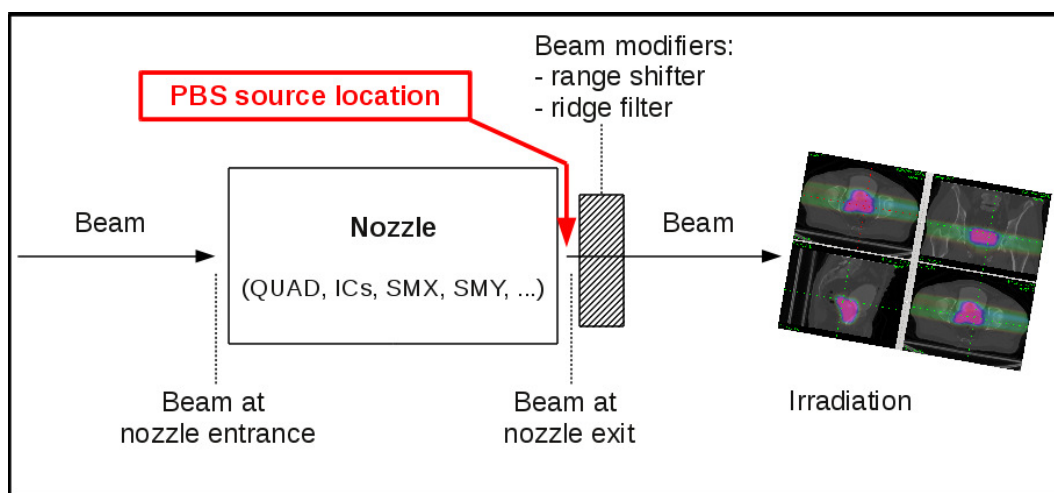 Beam modifiers:
- range shifter
- ridge filter
PBS source location
Beam
Nozzle
(QUAD, ICs, SMX, SMY, ...)
Beam
Beam at
nozzle entrance
Beam at
nozzle exit
Irradiation